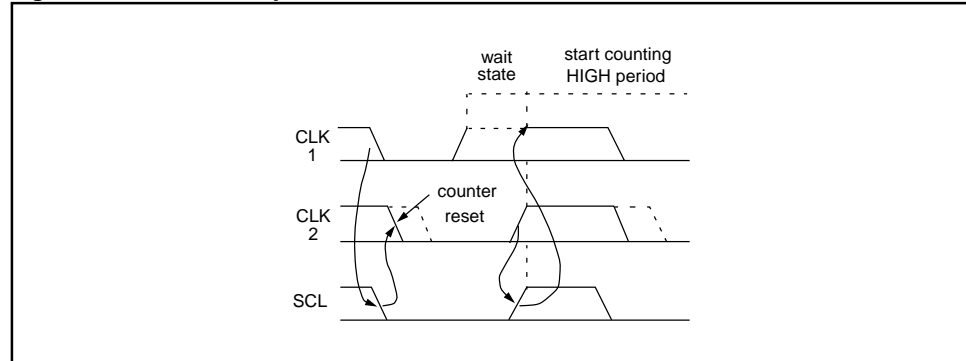 wait
state
start counting
HIGH period
CLK
1
counter
reset
CLK
2
SCL